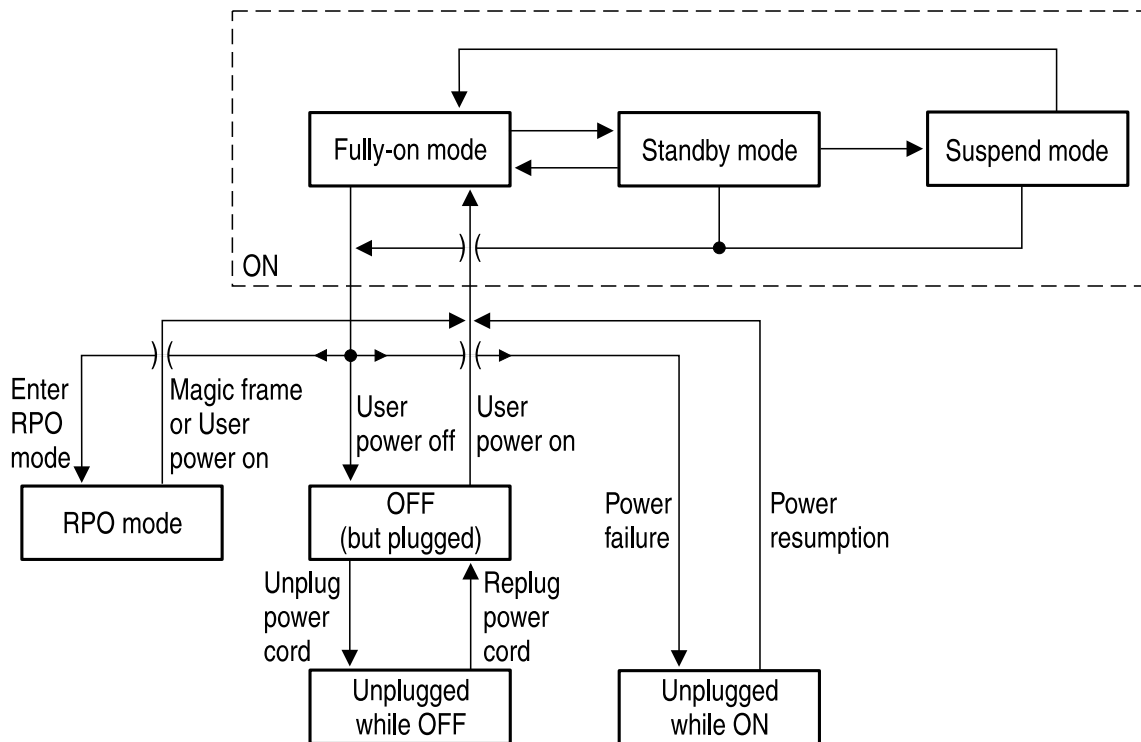 Fully-on mode
Standby mode
Suspend mode
ON
Enter
RPO
mode
Magic frame
or User
power on
User
power off
User
power on
RPO mode
OFF
(but plugged)
Power
failure
Power
resumption
Unplug
power
cord
Replug
power
cord
Unplugged
while OFF
Unplugged
while ON